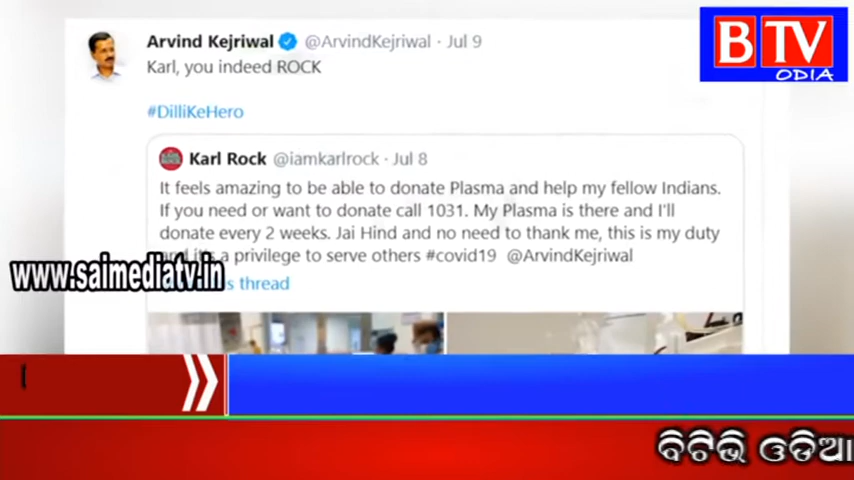 Arvind Kejriwal @ArvindKejriwal · Jul 9
Karl, you indeed ROCK
#DilliKeHero
Karl Rock @iamkarlrock · Jul 8
It feels amazing to be able to donate Plasma and help my fellow Indians.
If you need or want to donate call 1031. My Plasma is there and I'll
donate every 2 weeks. Jai Hind and no need to thank me, this is my duty
and it's a privilege to serve others #covid19 @ArvindKejriwal
thread
BTV
ODIA
www.saimediatv.in
ବିଟିଭି ଓଡିଆ